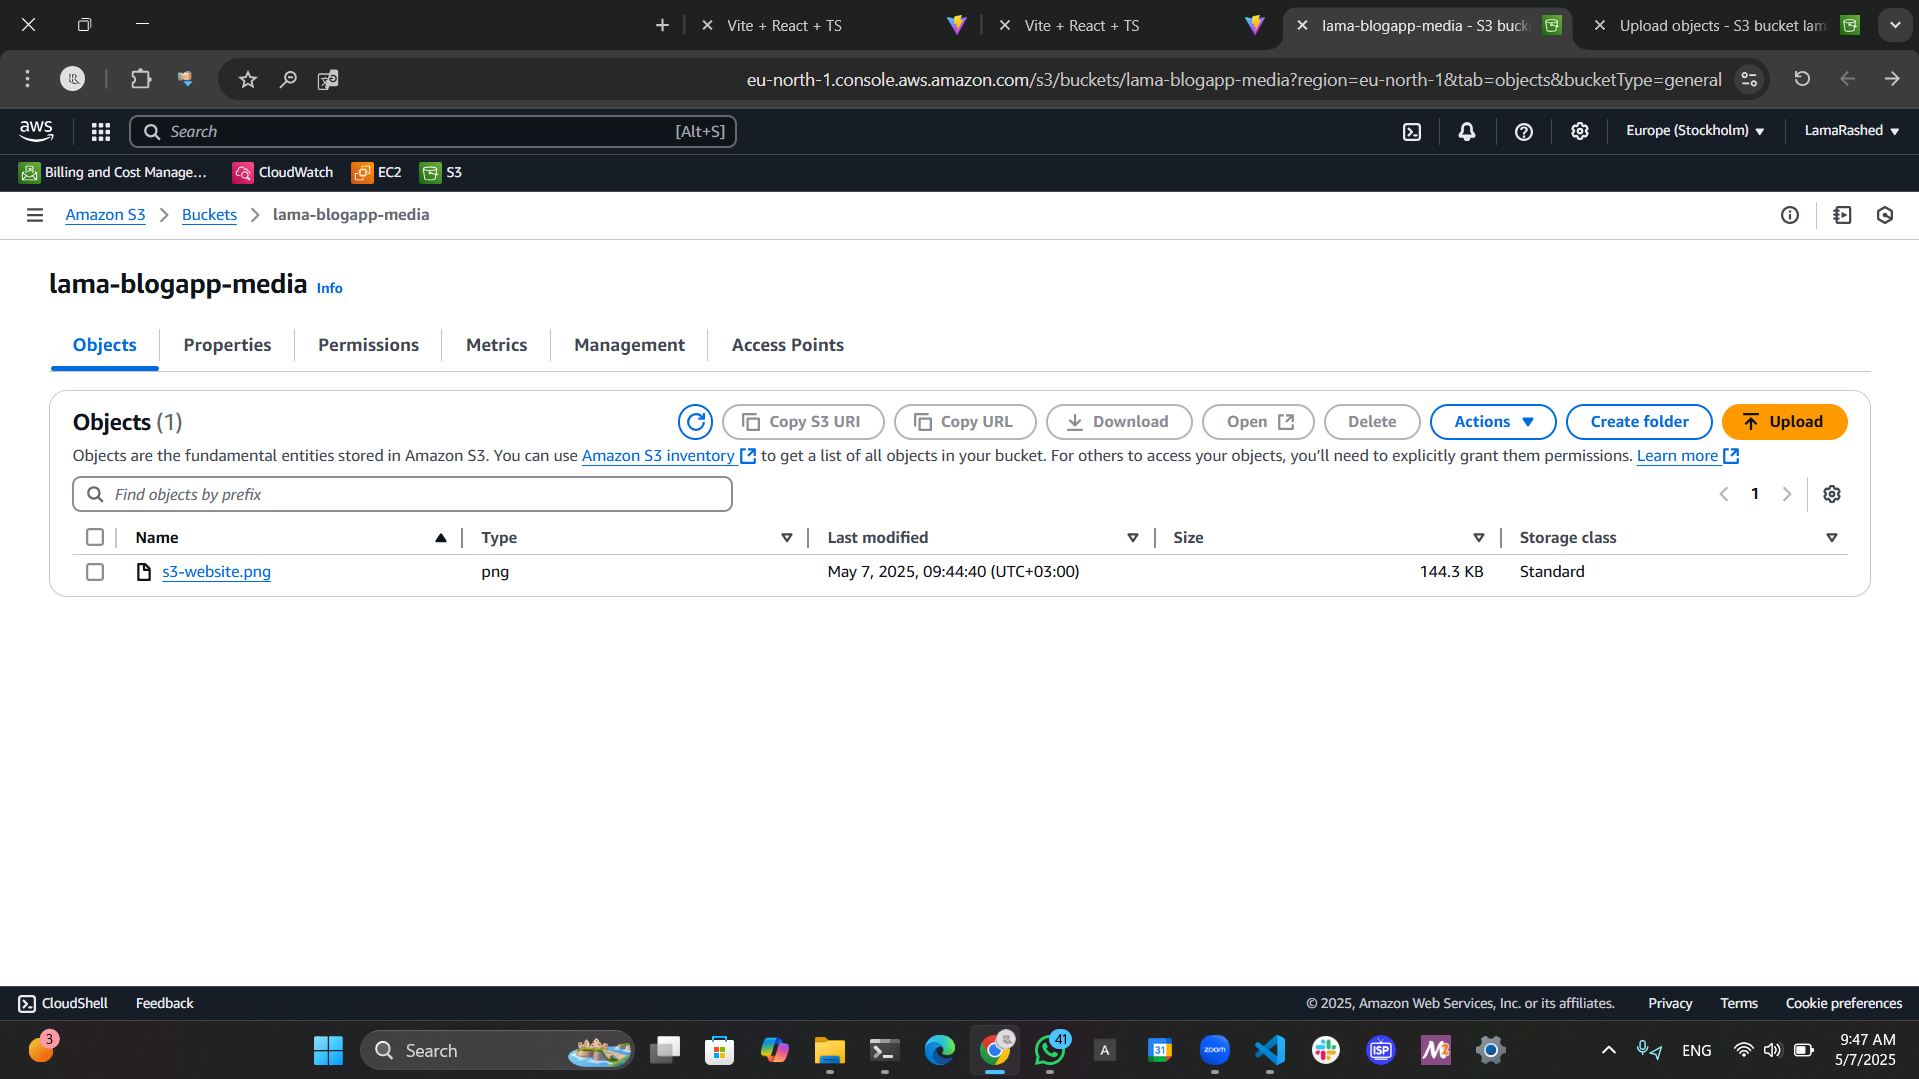 Vite + React + TS
Vite + React + TS
lama-blogapp-media - S3 buck
Upload objects - S3 bucket lam
eu-north-1.console.aws.amazon.com/s3/buckets/lama-blogapp-media?region=eu-north-1&tab=objects&bucketType=general
aws
Search
[Alt+S]
Europe (Stockholm)
LamaRashed
Billing and Cost Manage...
CloudWatch
EC2
S3
Amazon S3
Buckets
lama-blogapp-media
lama-blogapp-media Info
Objects
Properties
Permissions
Metrics
Management
Access Points
Objects (1)
Copy S3 URI
Copy URL
Download
Open
Delete
Actions
Create folder
Upload
Objects are the fundamental entities stored in Amazon S3. You can use Amazon S3 inventory to get a list of all objects in your bucket. For others to access your objects, you'll need to explicitly grant them permissions. Learn more
Find objects by prefix
1
Name
Type
Last modified
Size
Storage class
s3-website.png
png
May 7, 2025, 09:44:40 (UTC+03:00)
144.3 KB
Standard
CloudShell
Feedback
© 2025, Amazon Web Services, Inc. or its affiliates.
Privacy
Terms
Cookie preferences
3
Search
41
A
31
zoom
ISP
ENG
9:47 AM
5/7/2025